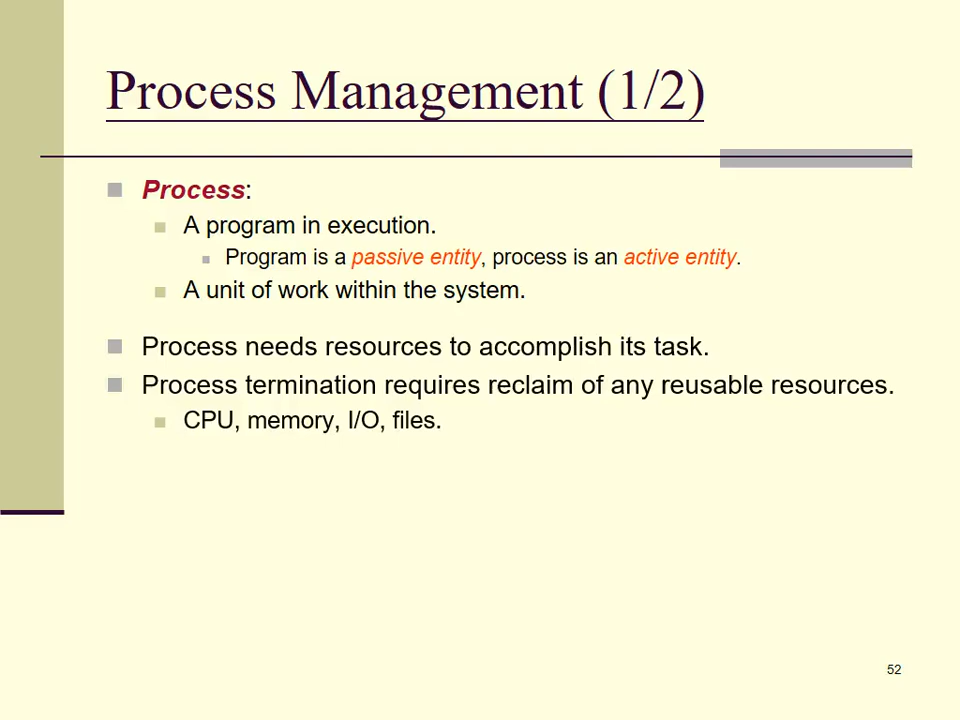 Process Management (1/2)
Process:
A program in execution.
Program is a passive entity, process is an active entity.
A unit of work within the system.
Process needs resources to accomplish its task.
Process termination requires reclaim of any reusable resources.
CPU, memory, I/O, files.
52